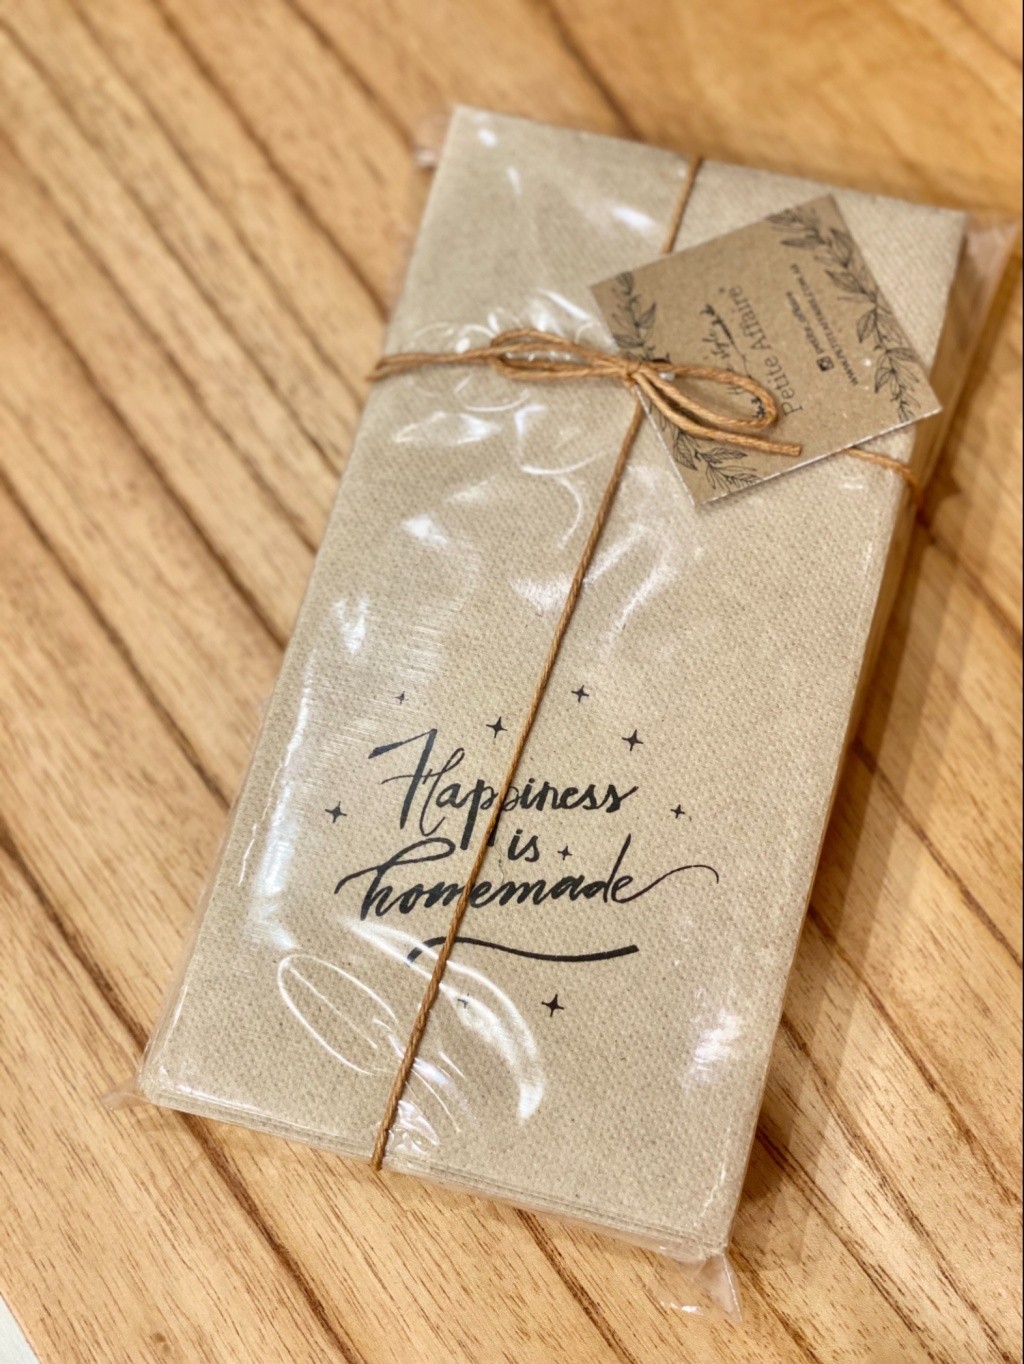 Happiness
is
homemade
Petite Affaire®